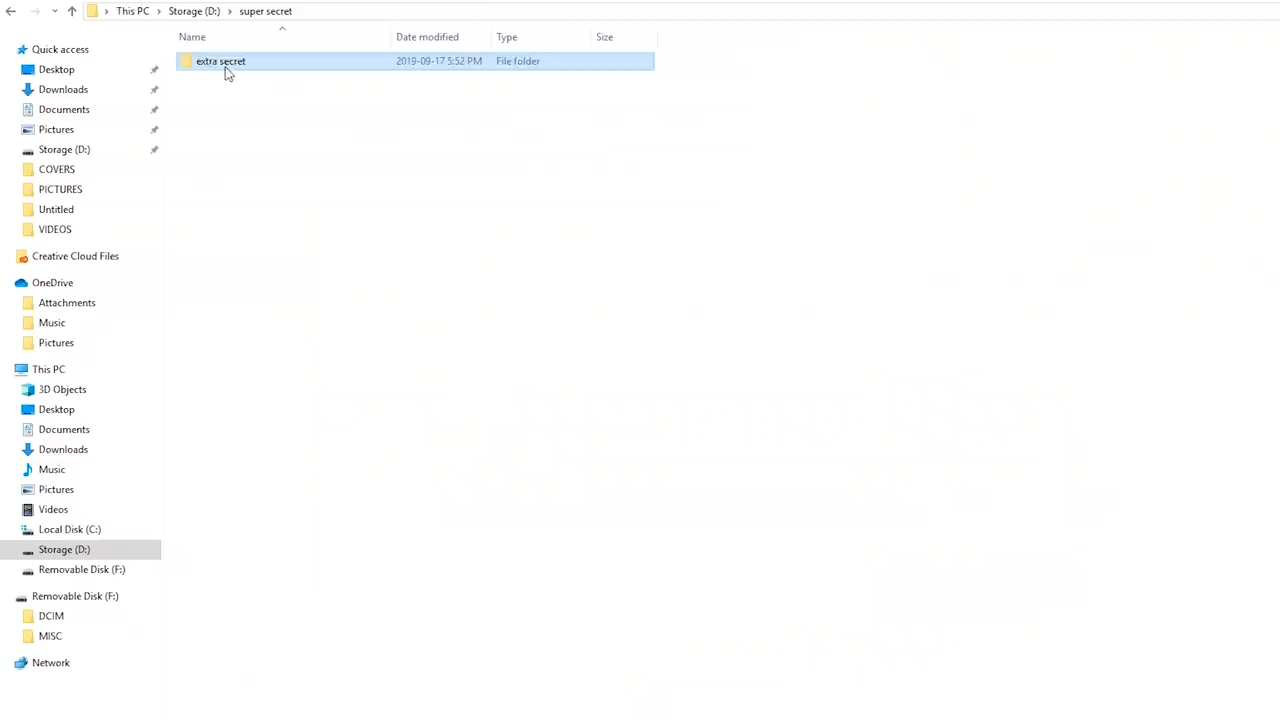 This PC > Storage (D:) > super secret
Name Date modified Type Size
extra secret 2019-09-17 5:52 PM File folder
Quick access
Desktop
Downloads
Documents
Pictures
Storage (D:)
COVERS
PICTURES
Untitled
VIDEOS
Creative Cloud Files
OneDrive
Attachments
Music
Pictures
This PC
3D Objects
Desktop
Documents
Downloads
Music
Pictures
Videos
Local Disk (C:)
Storage (D:)
Removable Disk (F:)
Removable Disk (F:)
DCIM
MISC
Network